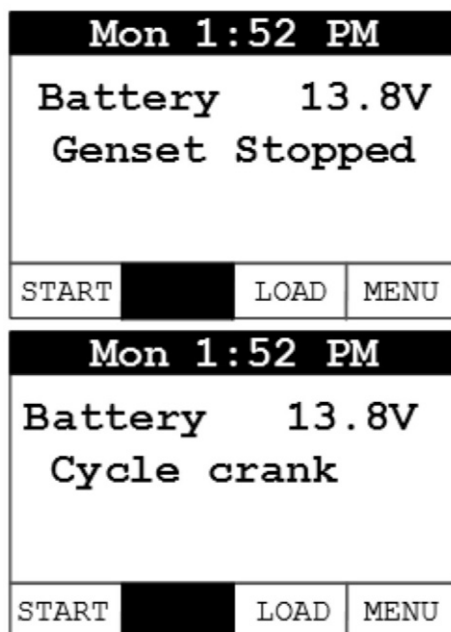 Mon 1:52 PM
Battery 13.8V
Genset Stopped
START LOAD MENU
Mon 1:52 PM
Battery 13.8V
Cycle crank
START LOAD MENU